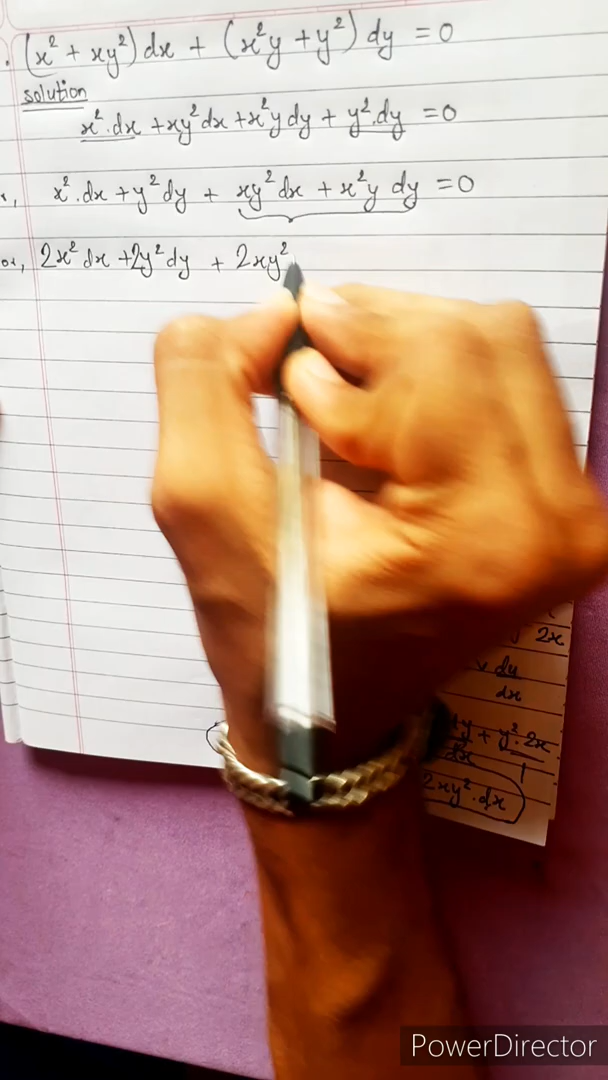 . (x² + xy²) dx + (x²y + y²) dy = 0
solution
x².dx + xy²dx + x²y dy + y².dy = 0
x².dx + y²dy + xy²dx + x²y dy = 0
or, 2x²dx + 2y²dy + 2xy²
2x
dy
dx
+ y².2x
dx
2xy².dx
PowerDirector